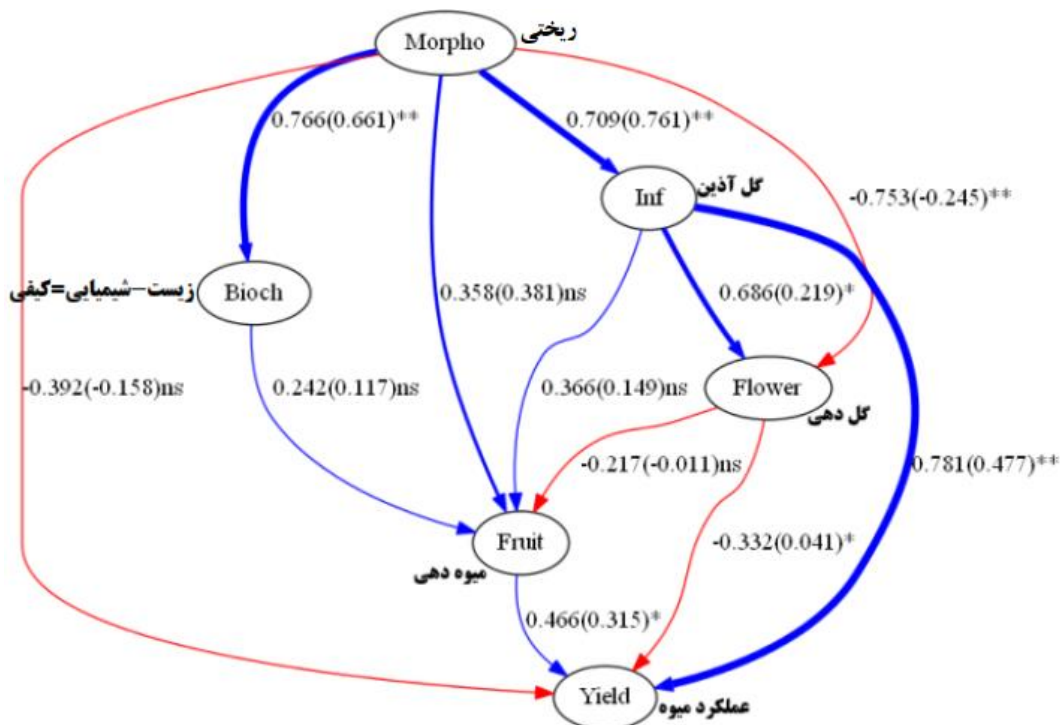 Morpho
ریختی
0.766(0.661)**
0.709(0.761)**
گل آذین
Inf
-0.753(-0.245)**
زیست-شیمیایی=کیفی
Bioch
0.358(0.381)ns
0.686(0.219)*
-0.392(-0.158)ns
0.242(0.117)ns
0.366(0.149)ns
Flower
گل دهی
-0.217(-0.011)ns
0.781(0.477)**
Fruit
-0.332(0.041)*
میوه دهی
0.466(0.315)*
Yield
عملکرد میوه